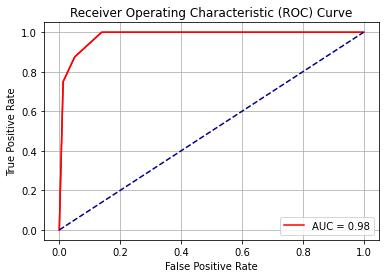 Receiver Operating Characteristic (ROC) Curve
1.0
0.8
0.6
0.4
0.2
0.0
True Positive Rate
AUC = 0.98
0.0 0.2 0.4 0.6 0.8 1.0
False Positive Rate